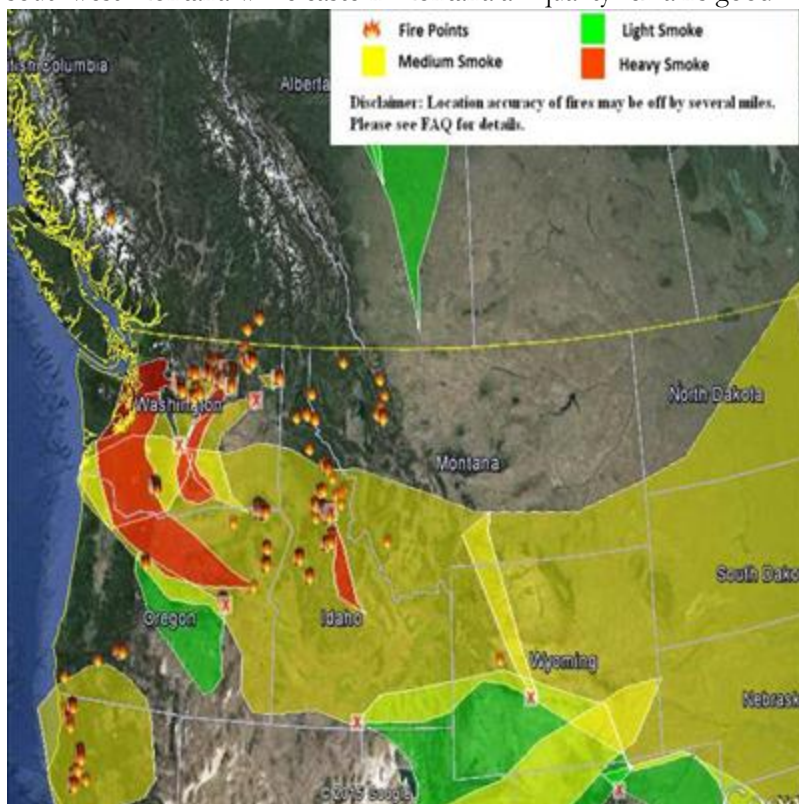 Fire Points
Light Smoke
Medium Smoke
Heavy Smoke
Disclaimer: Location accuracy of fires may be off by several miles.
Please see FAQ for details.
Columbia
Alberta
Washington
North Dakota
Montana
South Dako
Oregon
Idaho
Wyoming
Nebrask